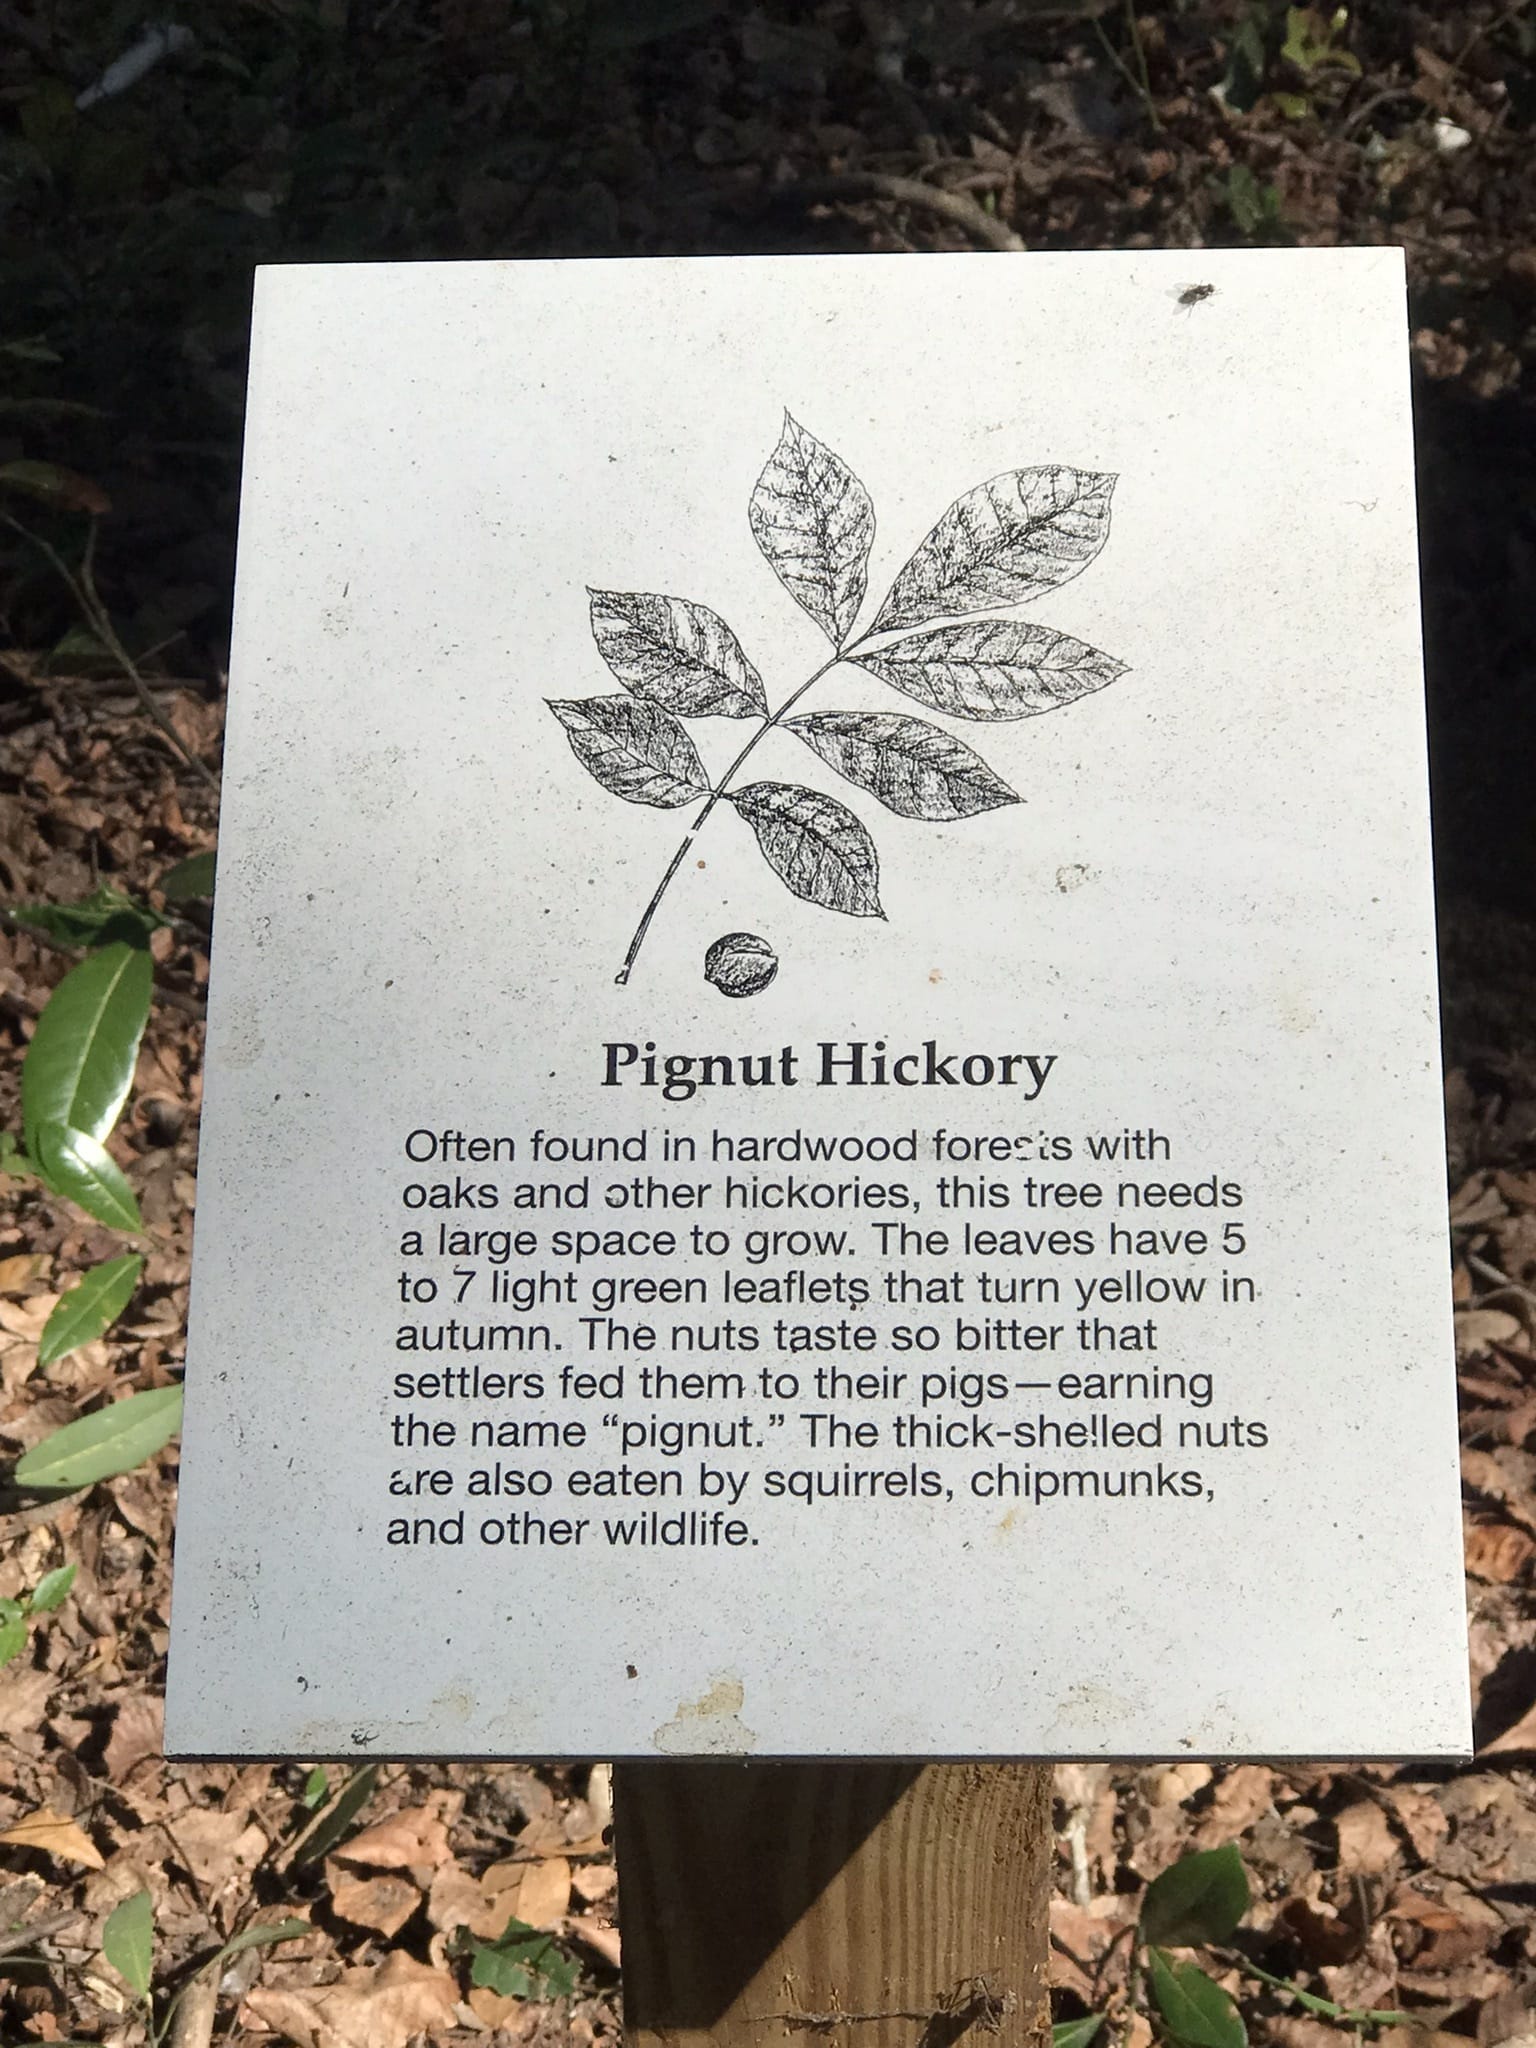 Pignut Hickory
Often found in hardwood forests with
oaks and other hickories, this tree needs
a large space to grow. The leaves have 5
to 7 light green leaflets that turn yellow in
autumn. The nuts taste so bitter that
settlers fed them to their pigs—earning
the name “pignut.” The thick-shelled nuts
are also eaten by squirrels, chipmunks,
and other wildlife.